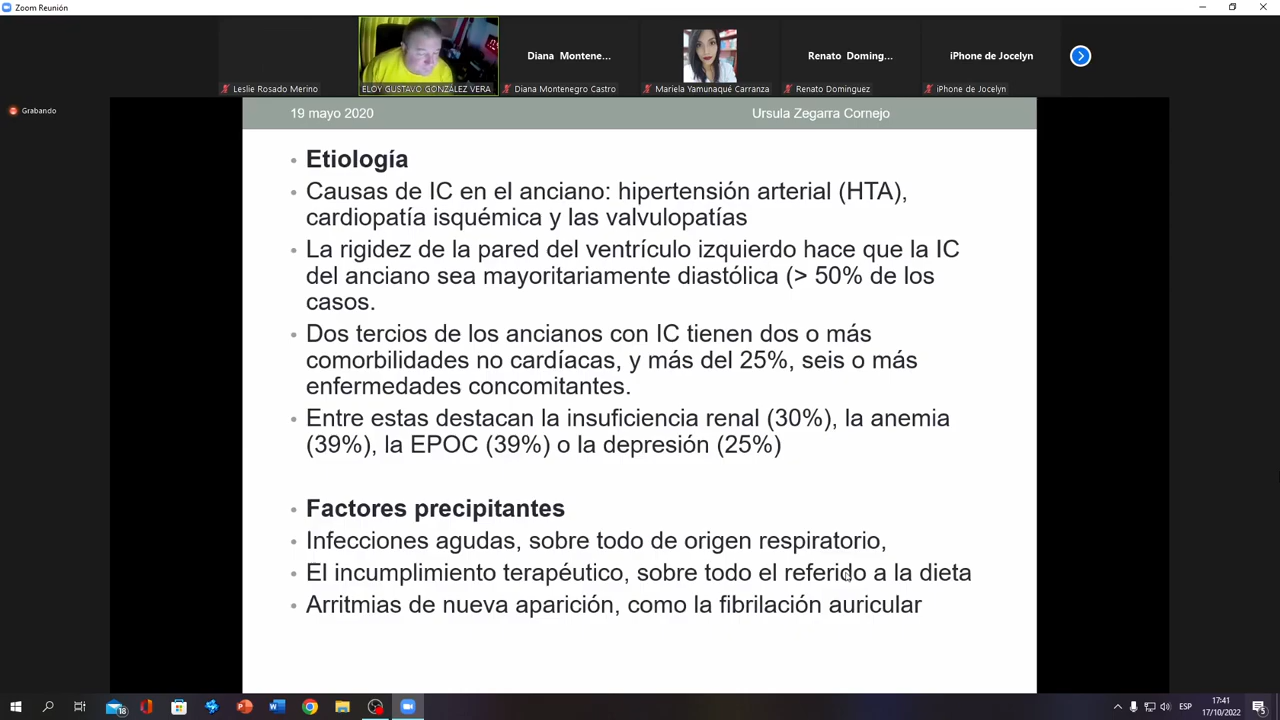 Zoom Reunión
Diana Montene...
Renato Doming...
iPhone de Jocelyn
Leslie Rosado Merino
ELOY GUSTAVO GONZALEZ VERA
Diana Montenegro Castro
Mariela Yamunaqué Carranza
Renato Dominguez
iPhone de Jocelyn
Grabando
19 mayo 2020
Ursula Zegarra Cornejo
• Etiología
• Causas de IC en el anciano: hipertensión arterial (HTA),
cardiopatía isquémica y las valvulopatías
• La rigidez de la pared del ventrículo izquierdo hace que la IC
del anciano sea mayoritariamente diastólica (> 50% de los
casos.
• Dos tercios de los ancianos con IC tienen dos o más
comorbilidades no cardíacas, y más del 25%, seis o más
enfermedades concomitantes.
• Entre estas destacan la insuficiencia renal (30%), la anemia
(39%), la EPOC (39%) o la depresión (25%)
• Factores precipitantes
• Infecciones agudas, sobre todo de origen respiratorio,
• El incumplimiento terapéutico, sobre todo el referido a la dieta
• Arritmias de nueva aparición, como la fibrilación auricular
18
ESP
17:41
17/10/2022
5